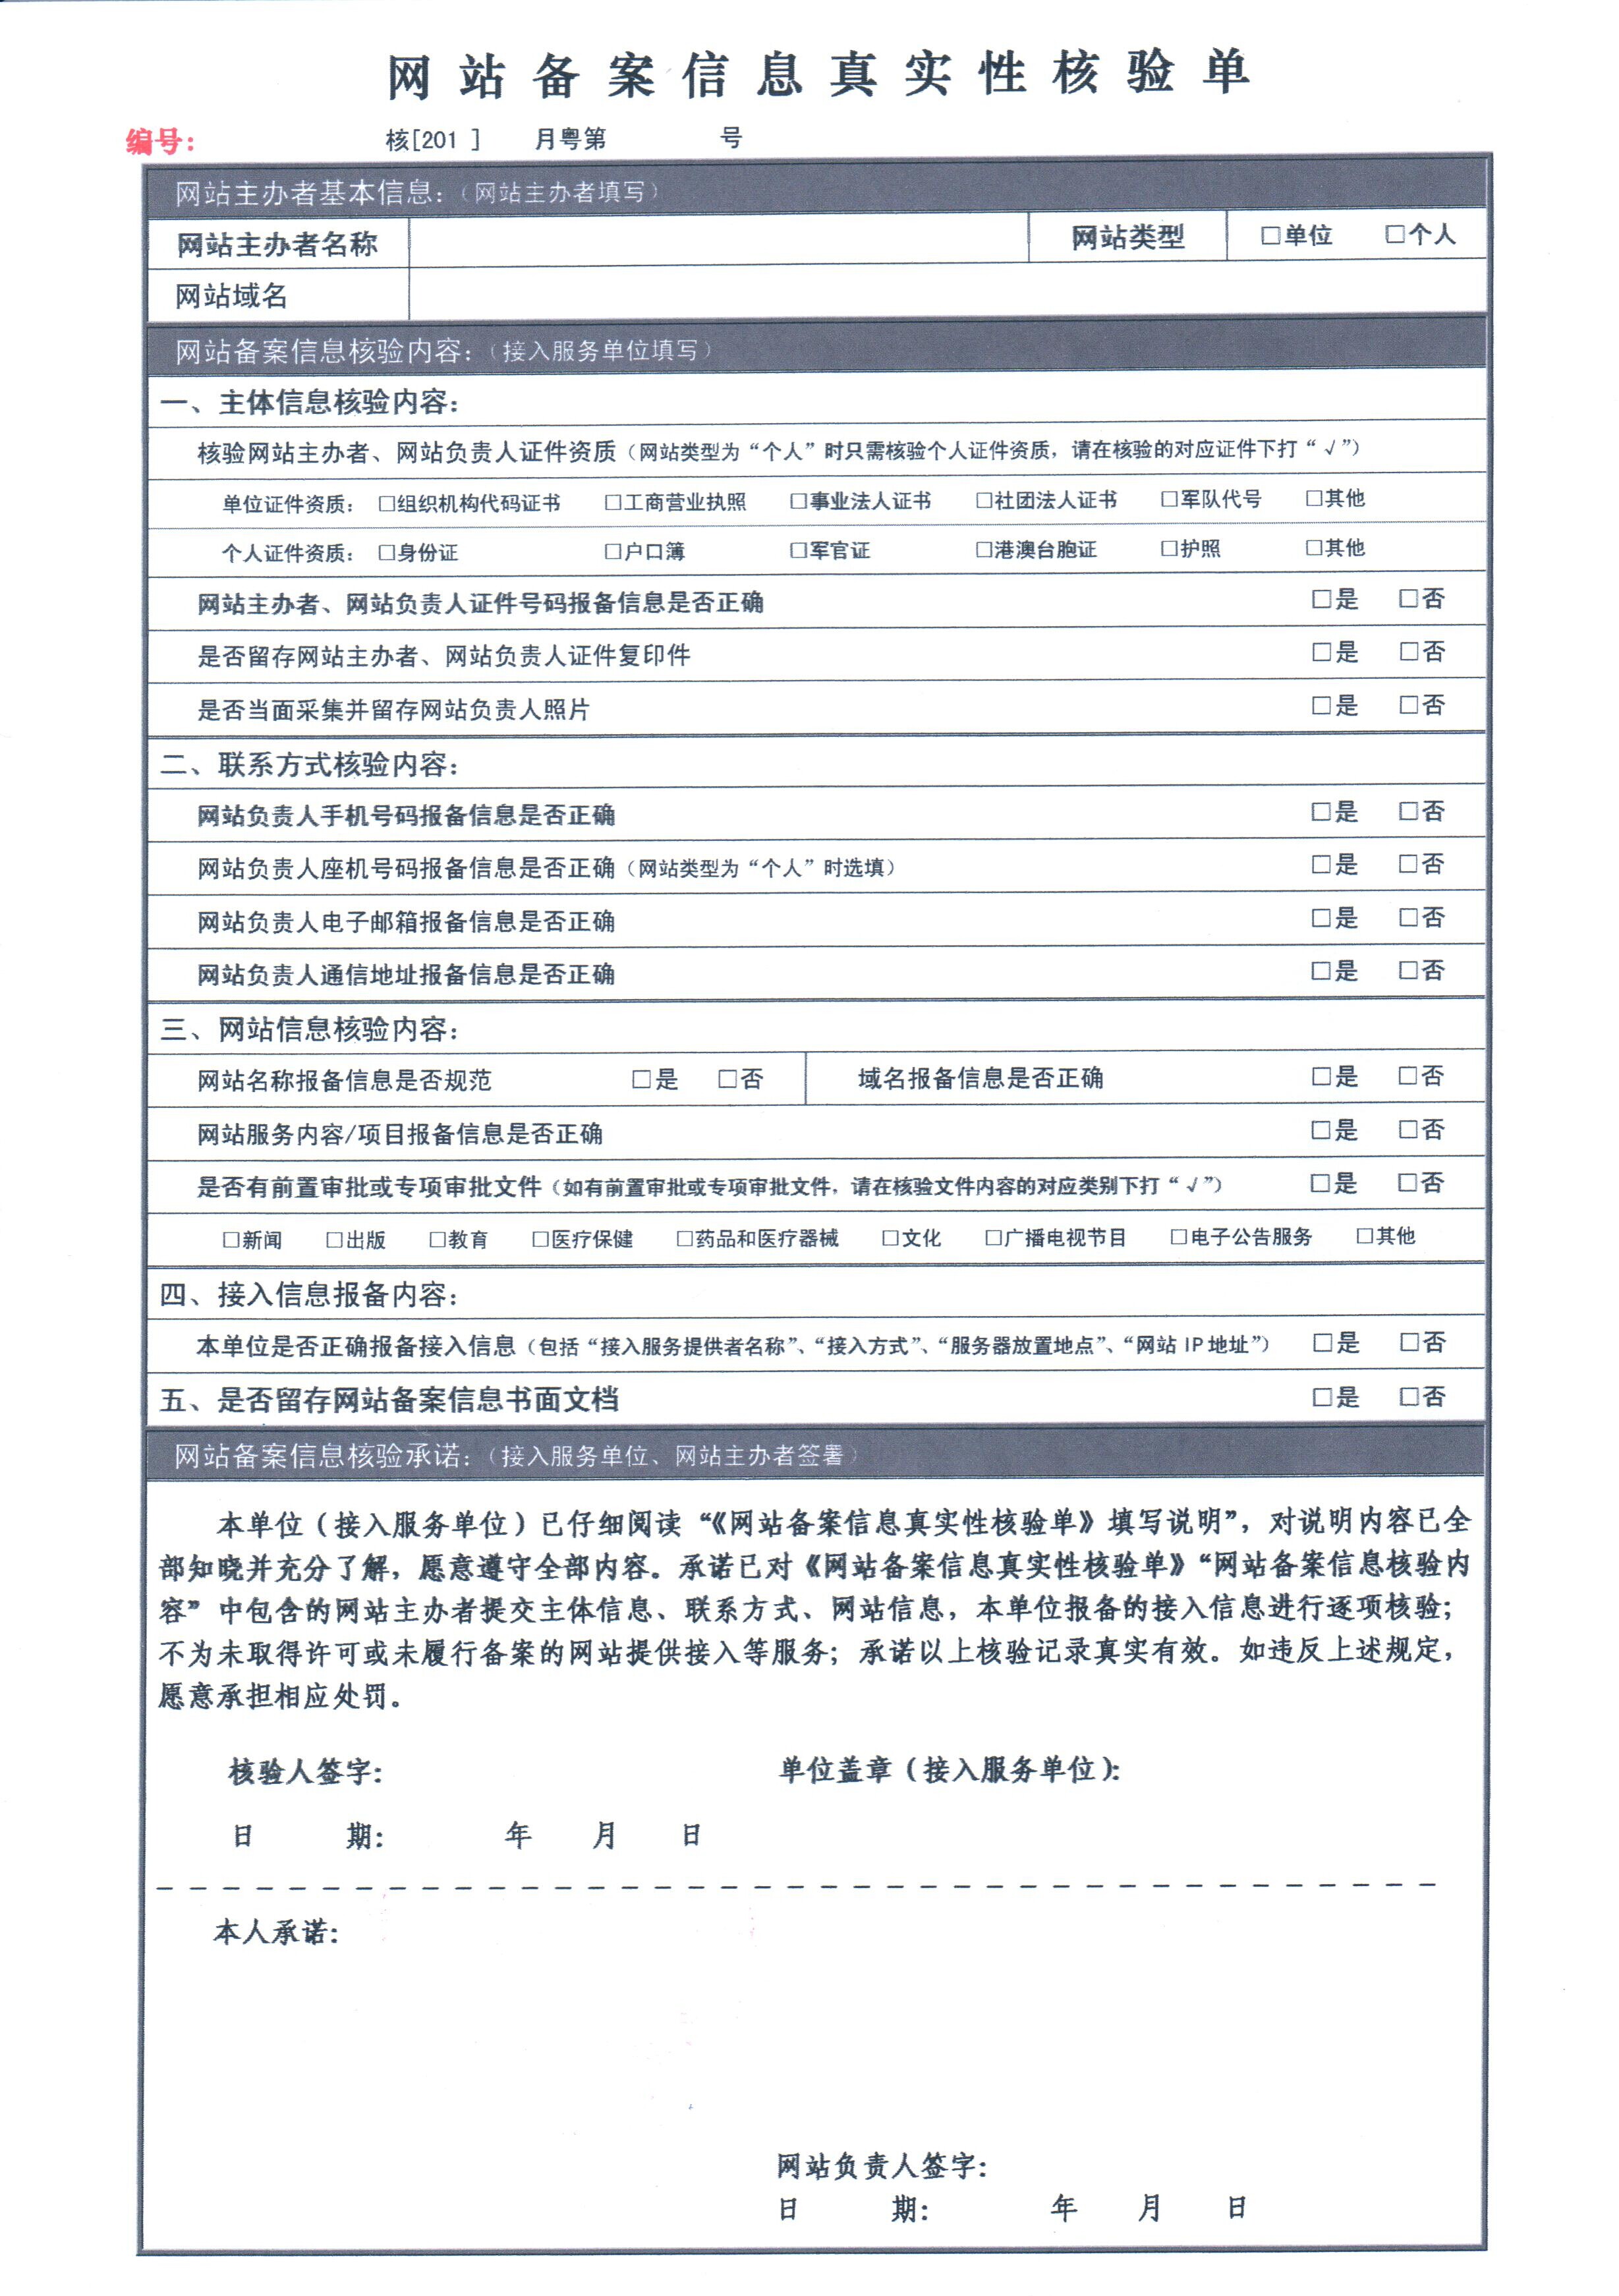 网站备案信息真实性核验单
编号： 核[201 ] 月粤第 号
网站主办者基本信息：（网站主办者填写）
网站主办者名称 网站类型 □单位 □个人
网站域名
网站备案信息核验内容：（接入服务单位填写）
一、主体信息核验内容：
核验网站主办者、网站负责人证件资质（网站类型为“个人”时只需核验个人证件资质，请在核验的对应证件下打“√”）
单位证件资质： □组织机构代码证书 □工商营业执照 □事业法人证书 □社团法人证书 □军队代号 □其他
个人证件资质： □身份证 □户口簿 □军官证 □港澳台胞证 □护照 □其他
网站主办者、网站负责人证件号码报备信息是否正确 □是 □否
是否留存网站主办者、网站负责人证件复印件 □是 □否
是否当面采集并留存网站负责人照片 □是 □否
二、联系方式核验内容：
网站负责人手机号码报备信息是否正确 □是 □否
网站负责人座机号码报备信息是否正确（网站类型为“个人”时选填） □是 □否
网站负责人电子邮箱报备信息是否正确 □是 □否
网站负责人通信地址报备信息是否正确 □是 □否
三、网站信息核验内容：
网站名称报备信息是否规范 □是 □否 域名报备信息是否正确 □是 □否
网站服务内容/项目报备信息是否正确 □是 □否
是否有前置审批或专项审批文件（如有前置审批或专项审批文件，请在核验文件内容的对应类别下打“√”） □是 □否
□新闻 □出版 □教育 □医疗保健 □药品和医疗器械 □文化 □广播电视节目 □电子公告服务 □其他
四、接入信息报备内容：
本单位是否正确报备接入信息（包括“接入服务提供者名称”、“接入方式”、“服务器放置地点”、“网站 IP 地址”） □是 □否
五、是否留存网站备案信息书面文档 □是 □否
网站备案信息核验承诺：（接入服务单位、网站主办者签署）
本单位（接入服务单位）已仔细阅读“《网站备案信息真实性核验单》填写说明”，对说明内容已全
部知晓并充分了解，愿意遵守全部内容。承诺已对《网站备案信息真实性核验单》“网站备案信息核验内
容”中包含的网站主办者提交主体信息、联系方式、网站信息，本单位报备的接入信息进行逐项核验；
不为未取得许可或未履行备案的网站提供接入等服务；承诺以上核验记录真实有效。如违反上述规定，
愿意承担相应处罚。
核验人签字： 单位盖章（接入服务单位）：
日 期： 年 月 日
本人承诺：
网站负责人签字：
日 期： 年 月 日